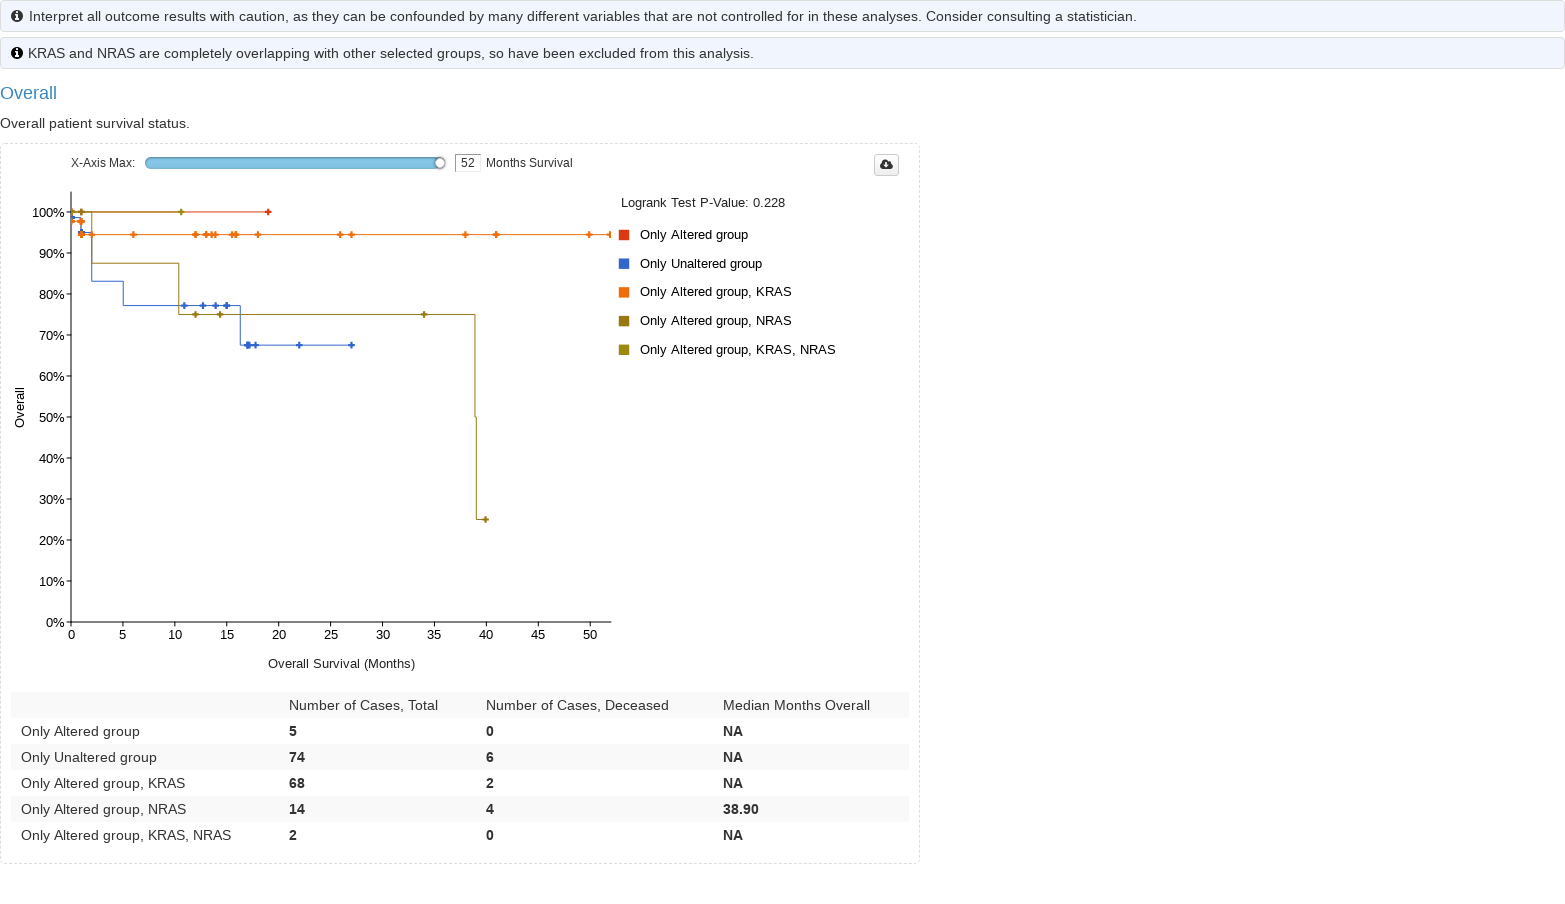 Interpret all outcome results with caution, as they can be confounded by many different variables that are not controlled for in these analyses. Consider consulting a statistician.
KRAS and NRAS are completely overlapping with other selected groups, so have been excluded from this analysis.
Overall
Overall patient survival status.
X-Axis Max: 52 Months Survival
Logrank Test P-Value: 0.228
Only Altered group
Only Unaltered group
Only Altered group, KRAS
Only Altered group, NRAS
Only Altered group, KRAS, NRAS
100%
90%
80%
70%
60%
50%
40%
30%
20%
10%
0%
Overall
0 5 10 15 20 25 30 35 40 45 50
Overall Survival (Months)
Number of Cases, Total Number of Cases, Deceased Median Months Overall
Only Altered group 5 0 NA
Only Unaltered group 74 6 NA
Only Altered group, KRAS 68 2 NA
Only Altered group, NRAS 14 4 38.90
Only Altered group, KRAS, NRAS 2 0 NA